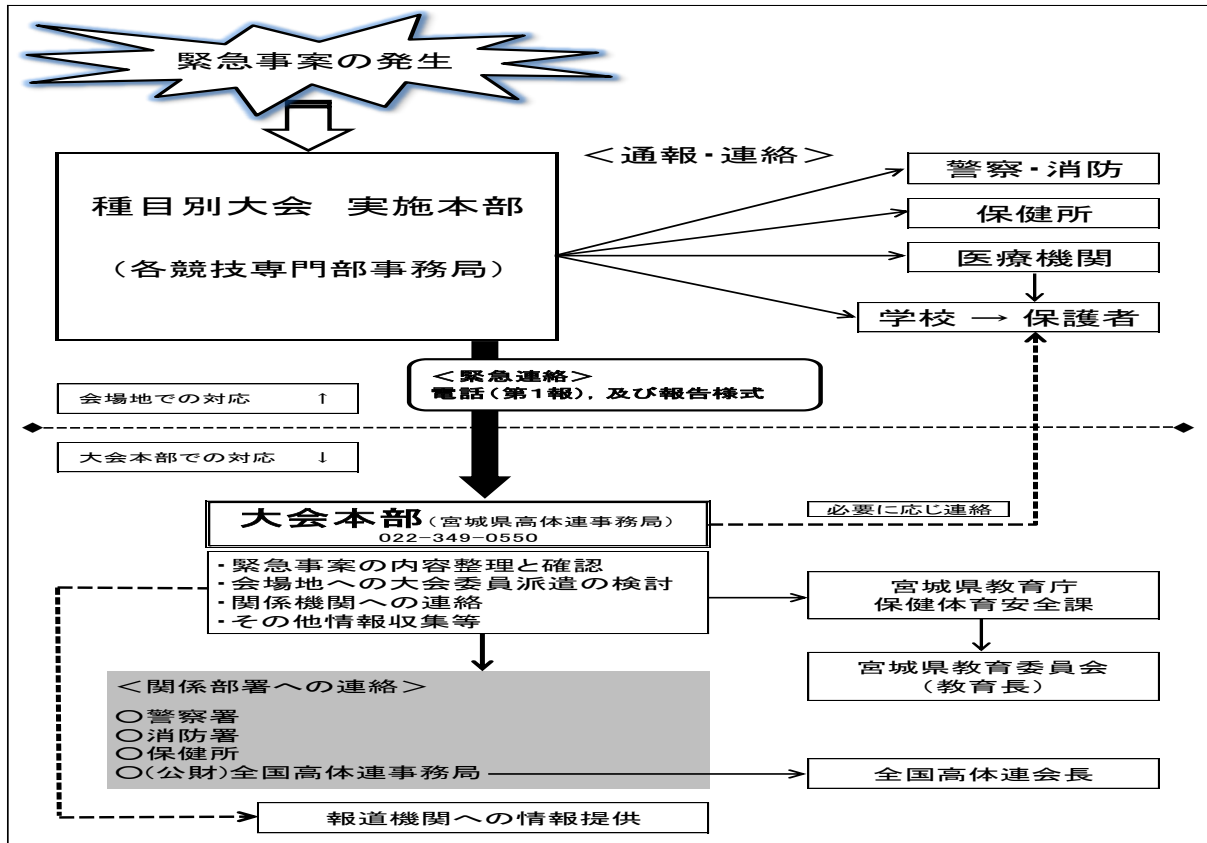 緊急事案の発生
種目別大会　実施本部
（各競技専門部事務局）
＜通報・連絡＞
警察・消防
保健所
医療機関
学校 → 保護者
＜緊急連絡＞
電話（第１報），及び報告様式
会場地での対応　↑
大会本部での対応　↓
大会本部（宮城県高体連事務局）
022-349-0550
必要に応じ連絡
・緊急事案の内容整理と確認
・会場地への大会委員派遣の検討
・関係機関への連絡
・その他情報収集等
宮城県教育庁
保健体育安全課
宮城県教育委員会
（教育長）
＜関係部署への連絡＞
○警察署
○消防署
○保健所
○(公財)全国高体連事務局
全国高体連会長
報道機関への情報提供